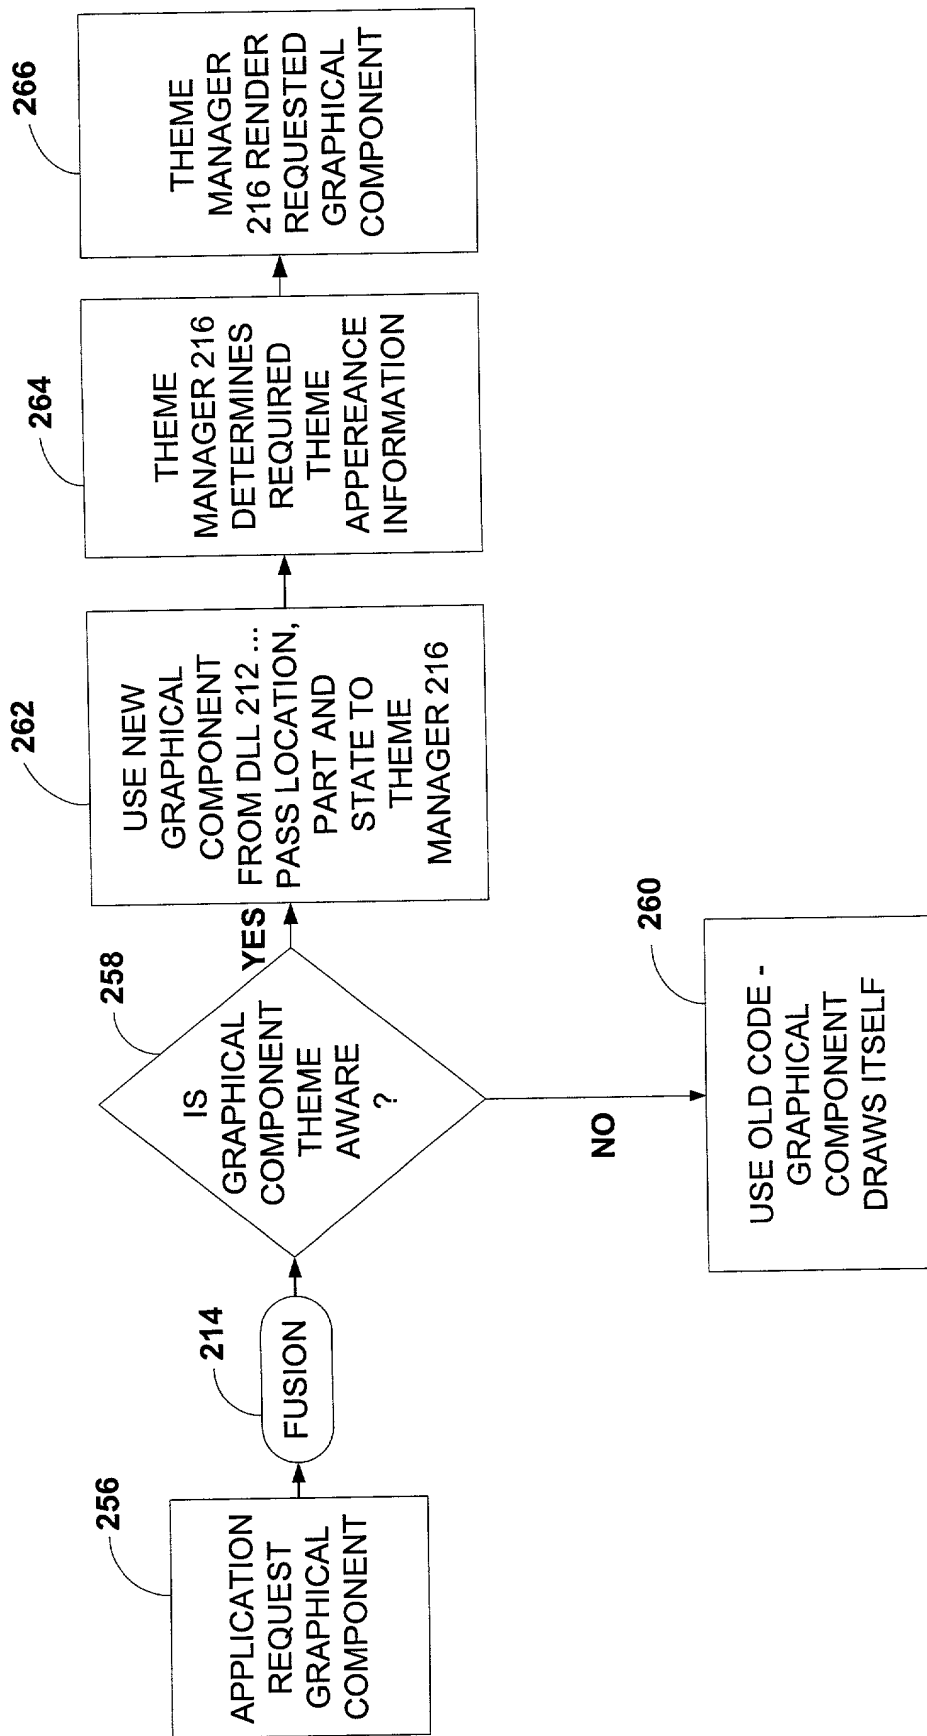 256
APPLICATION
REQUEST
GRAPHICAL
COMPONENT
214
FUSION
258
IS
GRAPHICAL
COMPONENT
THEME
AWARE
?
YES
NO
260
USE OLD CODE -
GRAPHICAL
COMPONENT
DRAWS ITSELF
262
USE NEW
GRAPHICAL
COMPONENT
FROM DLL 212 ...
PASS LOCATION,
PART AND
STATE TO
THEME
MANAGER 216
264
THEME
MANAGER 216
DETERMINES
REQUIRED
THEME
APPEREANCE
INFORMATION
266
THEME
MANAGER
216 RENDER
REQUESTED
GRAPHICAL
COMPONENT